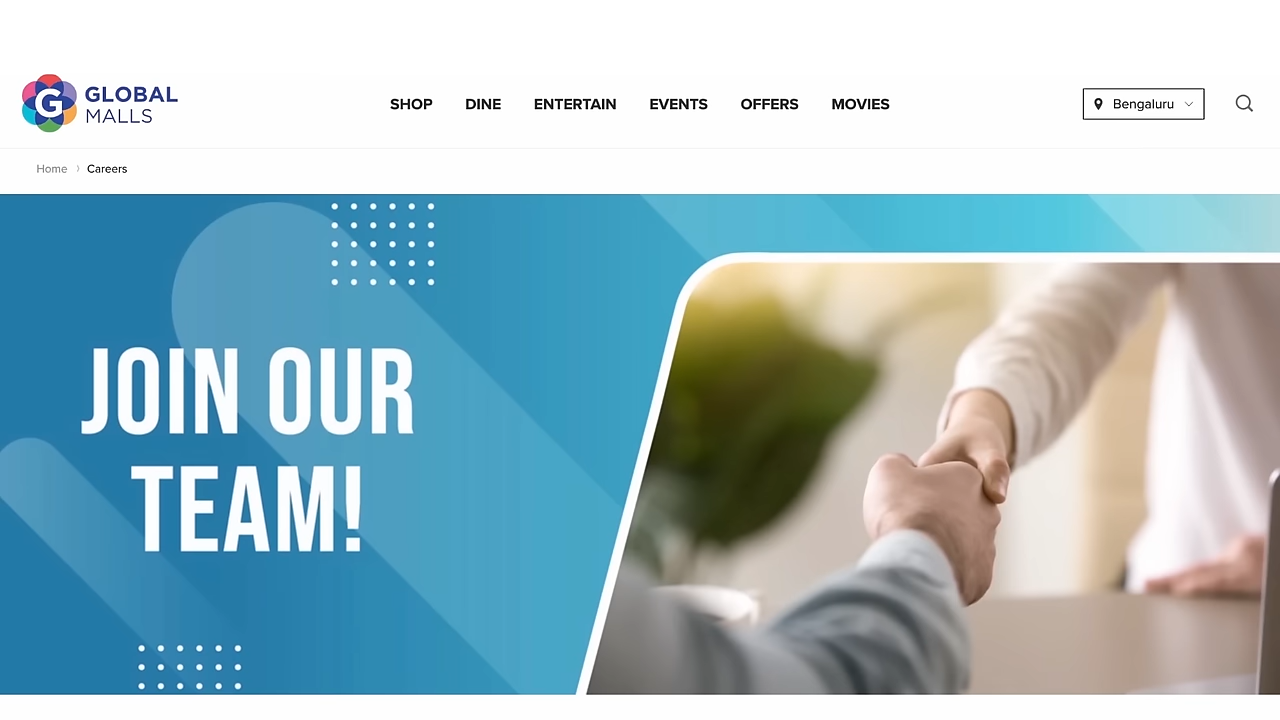 G GLOBAL
MALLS
SHOP DINE ENTERTAIN EVENTS OFFERS MOVIES
Bengaluru
Home › Careers
JOIN OUR
TEAM!